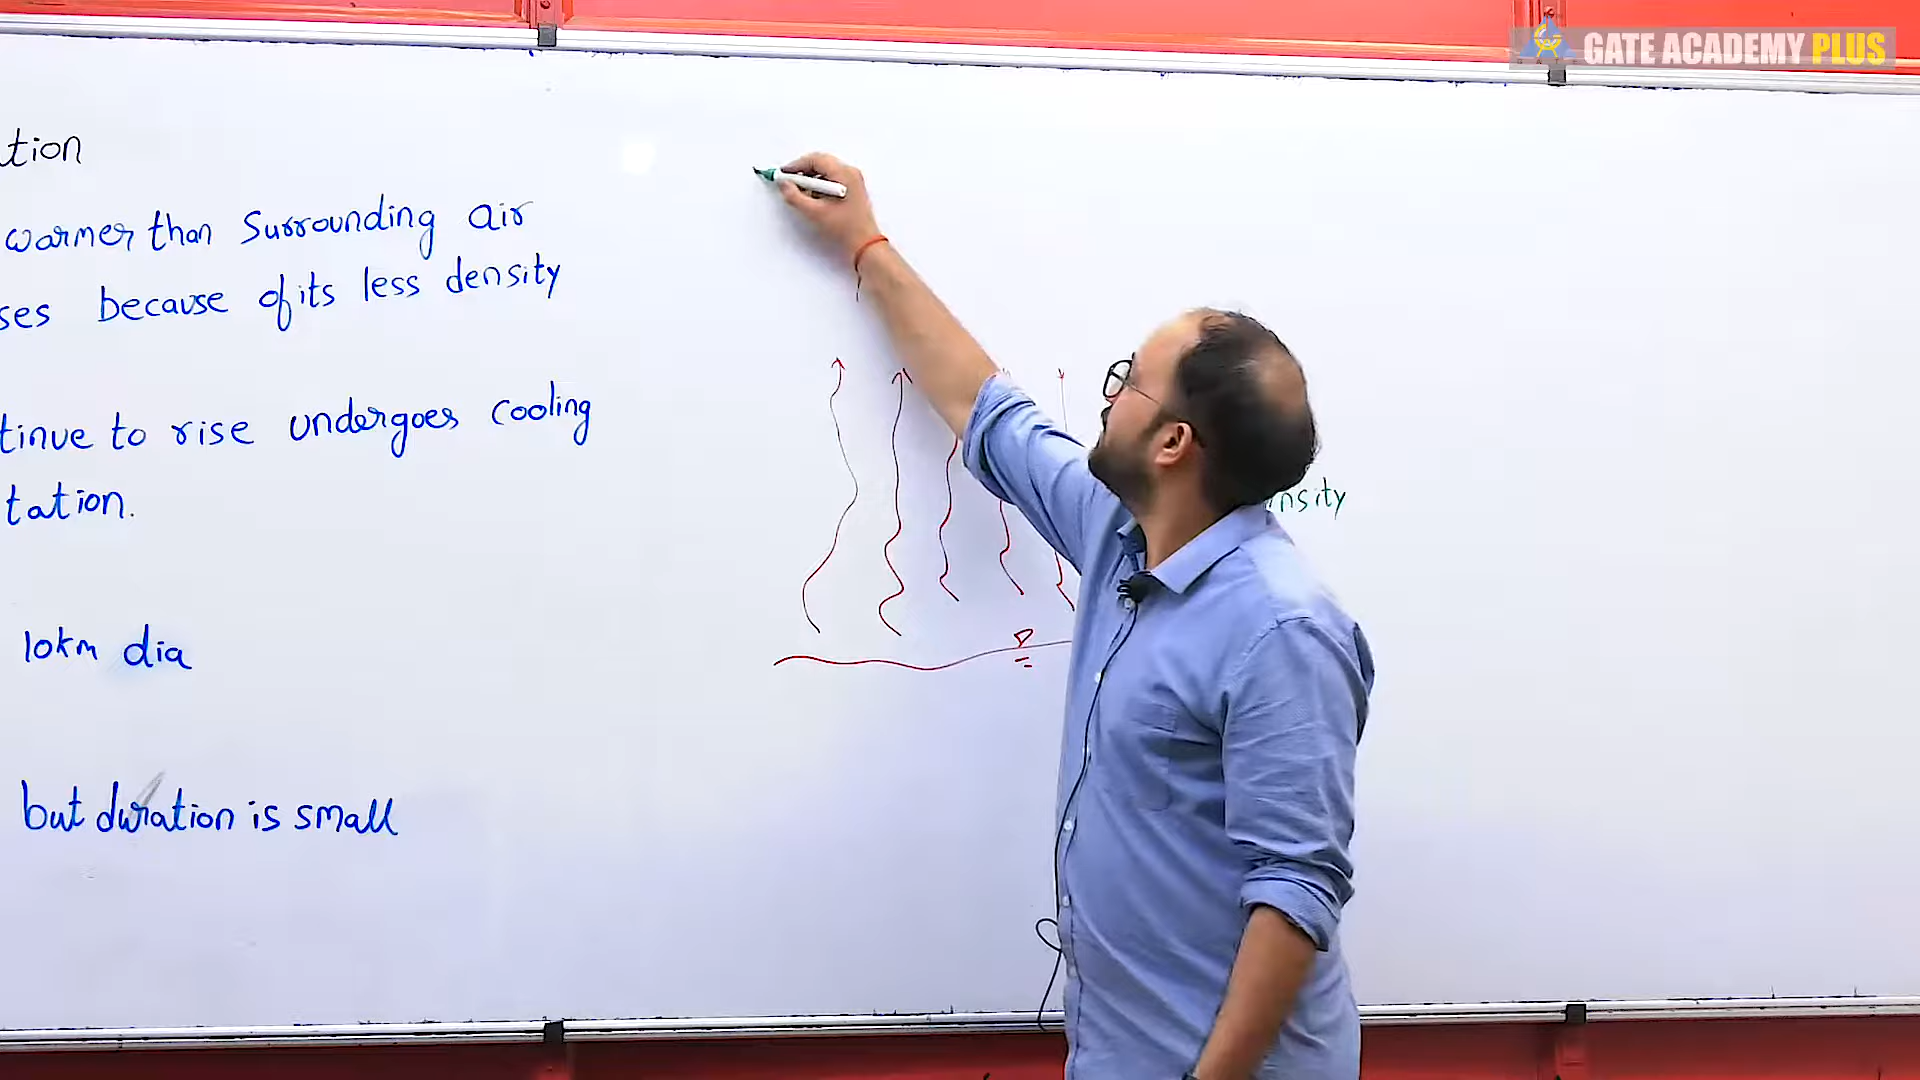 GATE ACADEMY PLUS
tion
warmer than Surrounding air
ses because of its less density
tinue to rise undergoes cooling
tation.
10km dia
but duration is small
nsity